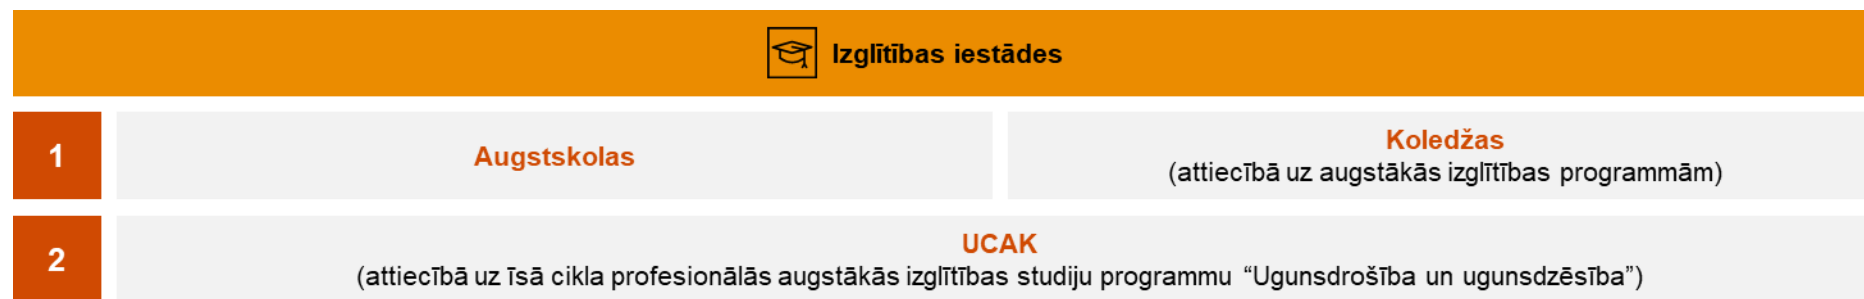 Izglītības iestādes
1
Augstskolas
Koledžas
(attiecībā uz augstākās izglītības programmām)
2
UCAK
(attiecībā uz īsā cikla profesionālās augstākās izglītības studiju programmu “Ugunsdrošība un ugunsdzēsība”)